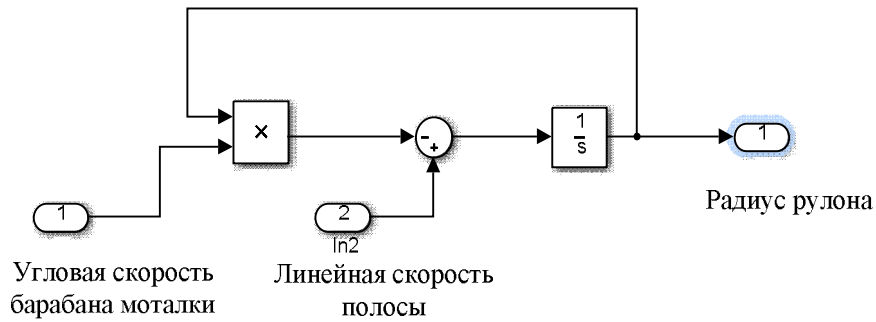 ×
-
+
1
s
1
Радиус рулона
1
2
In2
Угловая скорость
барабана моталки
Линейная скорость
полосы